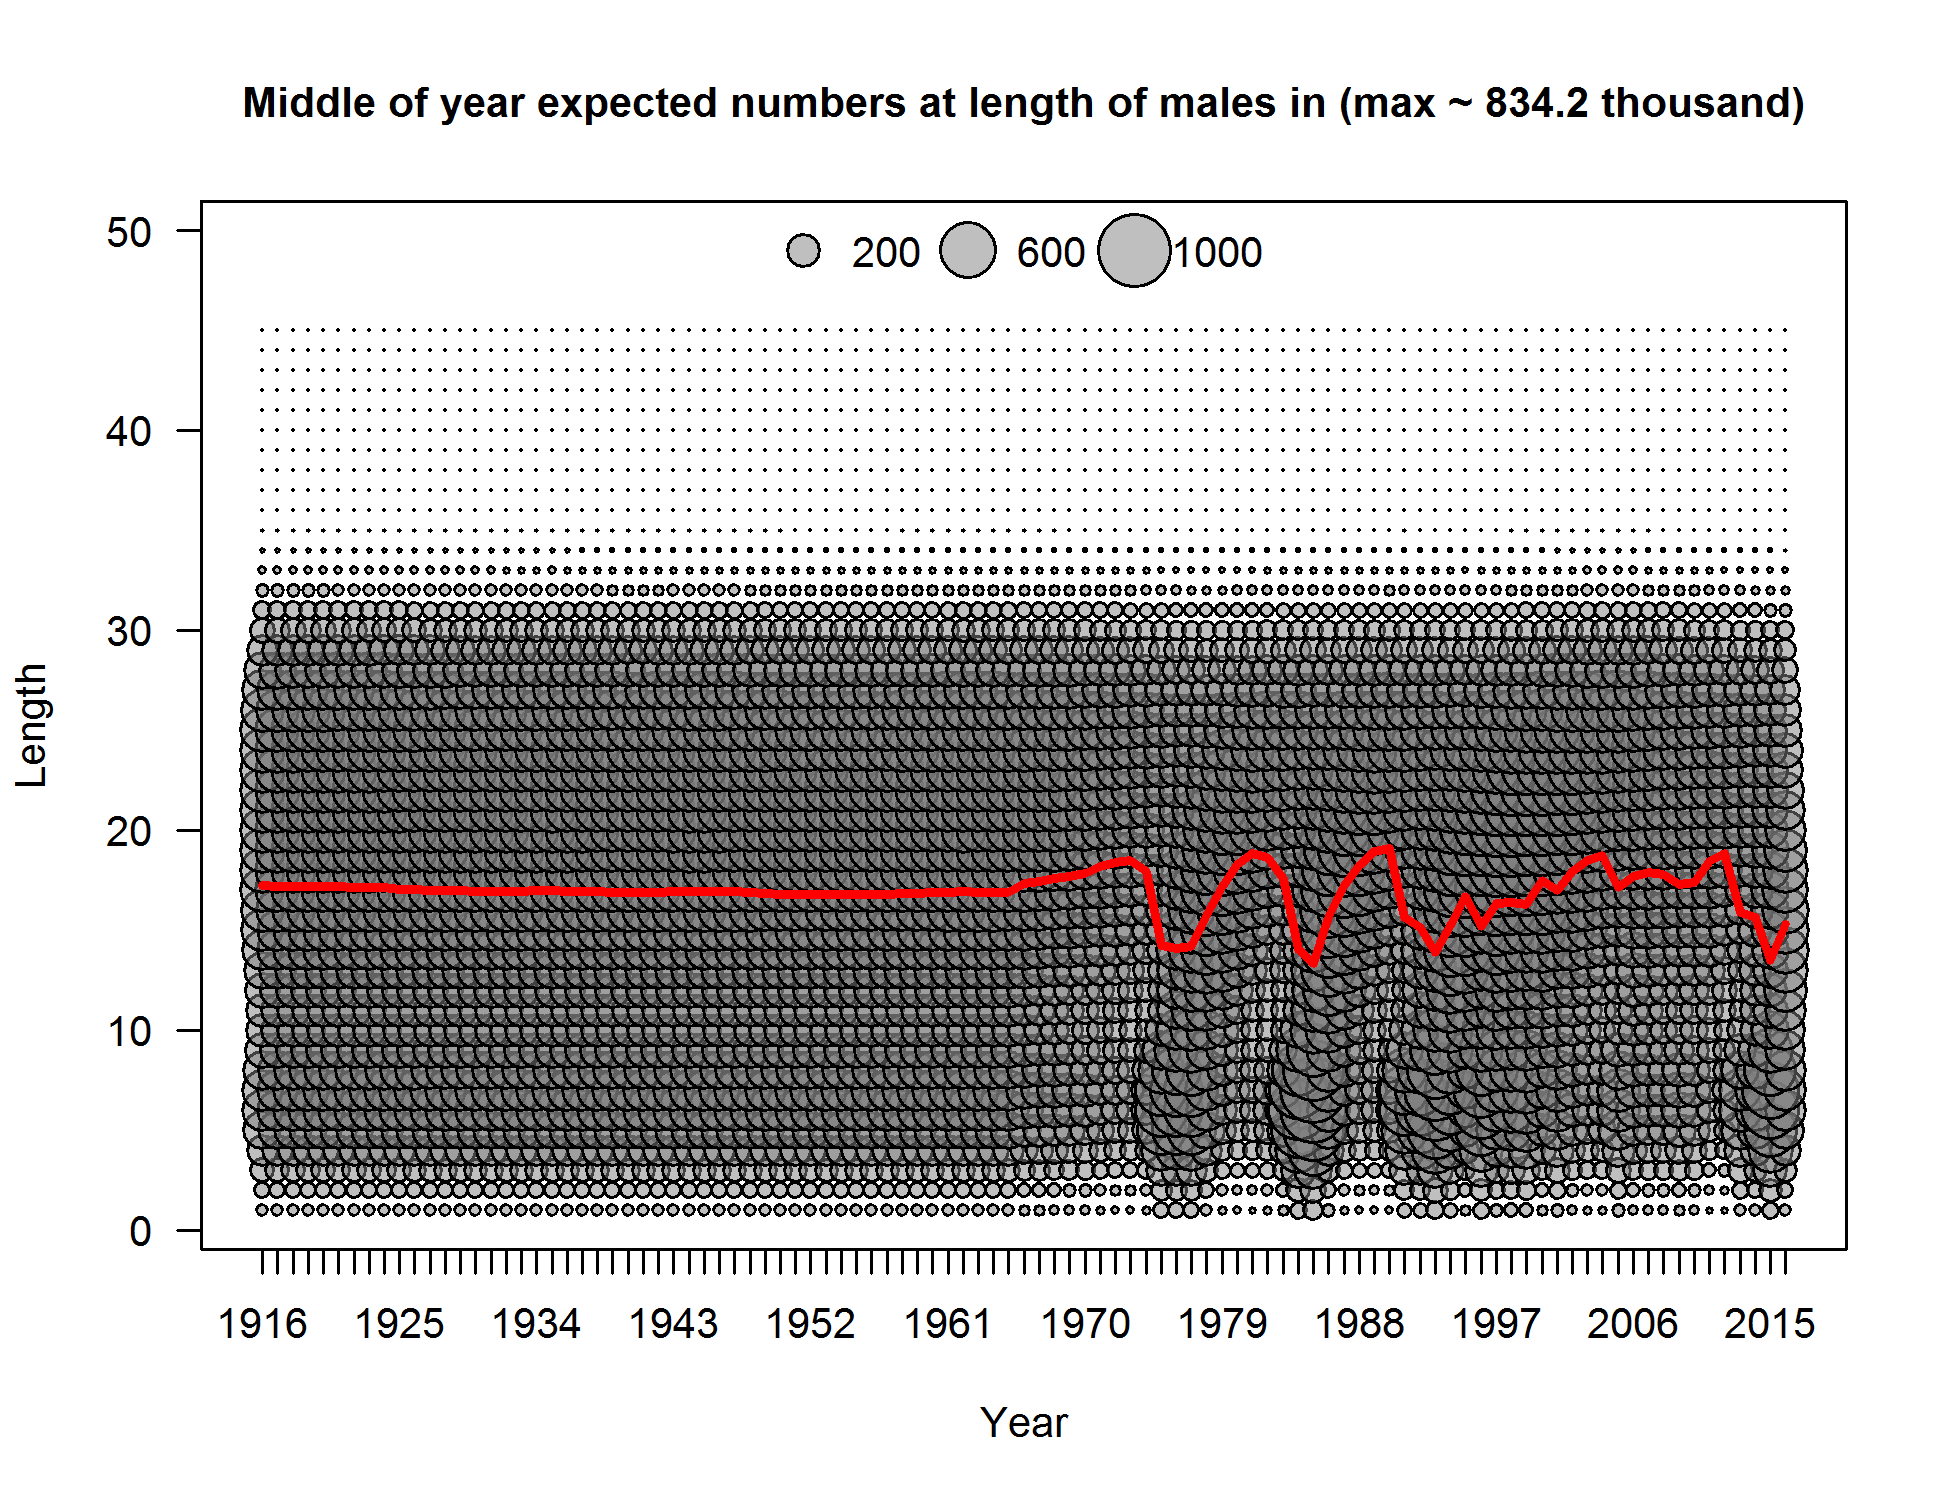 Middle of year expected numbers at length of males in (max ~ 834.2 thousand)
200 600 1000
50
40
30
20
10
0
Length
1916 1925 1934 1943 1952 1961 1970 1979 1988 1997 2006 2015
Year